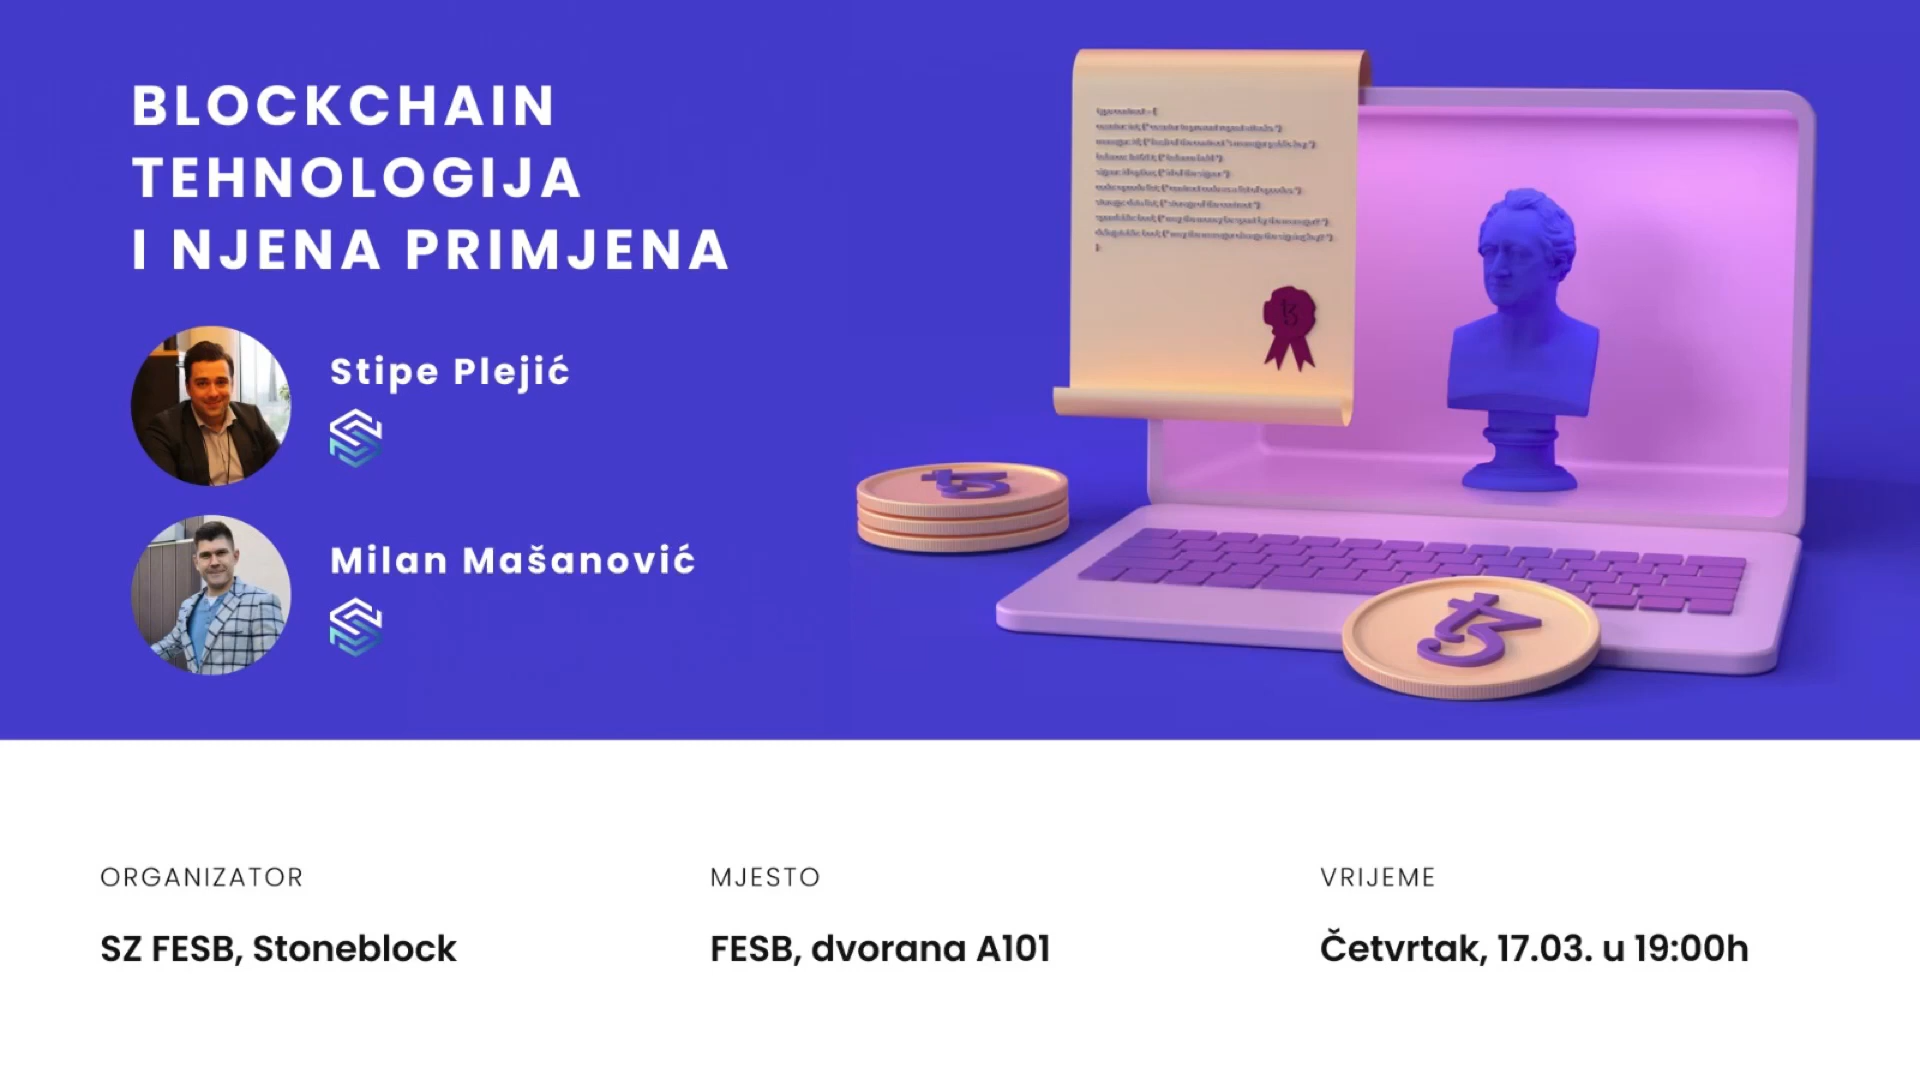 BLOCKCHAIN
TEHNOLOGIJA
I NJENA PRIMJENA
Stipe Plejić
Milan Mašanović
ORGANIZATOR
SZ FESB, Stoneblock
MJESTO
FESB, dvorana A101
VRIJEME
Četvrtak, 17.03. u 19:00h